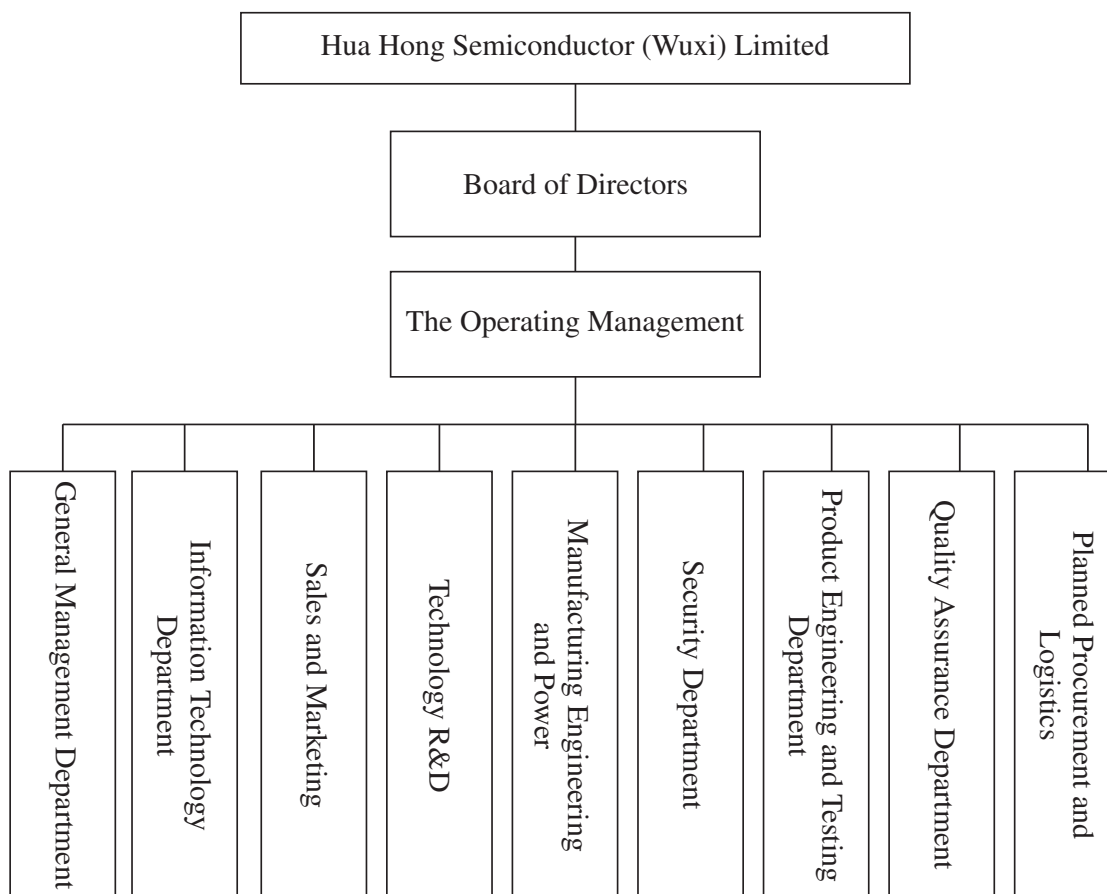 Hua Hong Semiconductor (Wuxi) Limited
Board of Directors
The Operating Management
General Management Department
Information Technology
Department
Sales and Marketing
Technology R&D
Manufacturing Engineering
and Power
Security Department
Product Engineering and Testing
Department
Quality Assurance Department
Planned Procurement and
Logistics